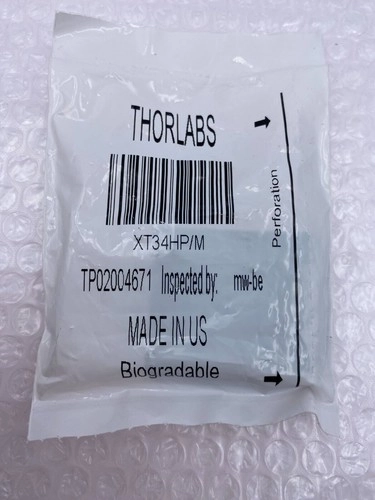 THORLABS
XT34HP/M
TP02004671 Inspected by: mw-be
MADE IN US
Biogradable
Perforation